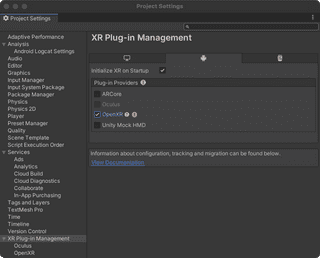 Project Settings
Project Settings
Adaptive Performance
Analysis
Android Logcat Settings
Audio
Editor
Graphics
Input Manager
Input System Package
Package Manager
Physics
Physics 2D
Player
Preset Manager
Quality
Scene Template
Script Execution Order
Services
Ads
Analytics
Cloud Build
Cloud Diagnostics
Collaborate
In-App Purchasing
Tags and Layers
TextMesh Pro
Time
Timeline
Version Control
XR Plug-in Management
Oculus
OpenXR
XR Plug-in Management
Initialize XR on Startup
Plug-in Providers
ARCore
Oculus
OpenXR
Unity Mock HMD
Information about configuration, tracking and migration can be found below.
View Documentation